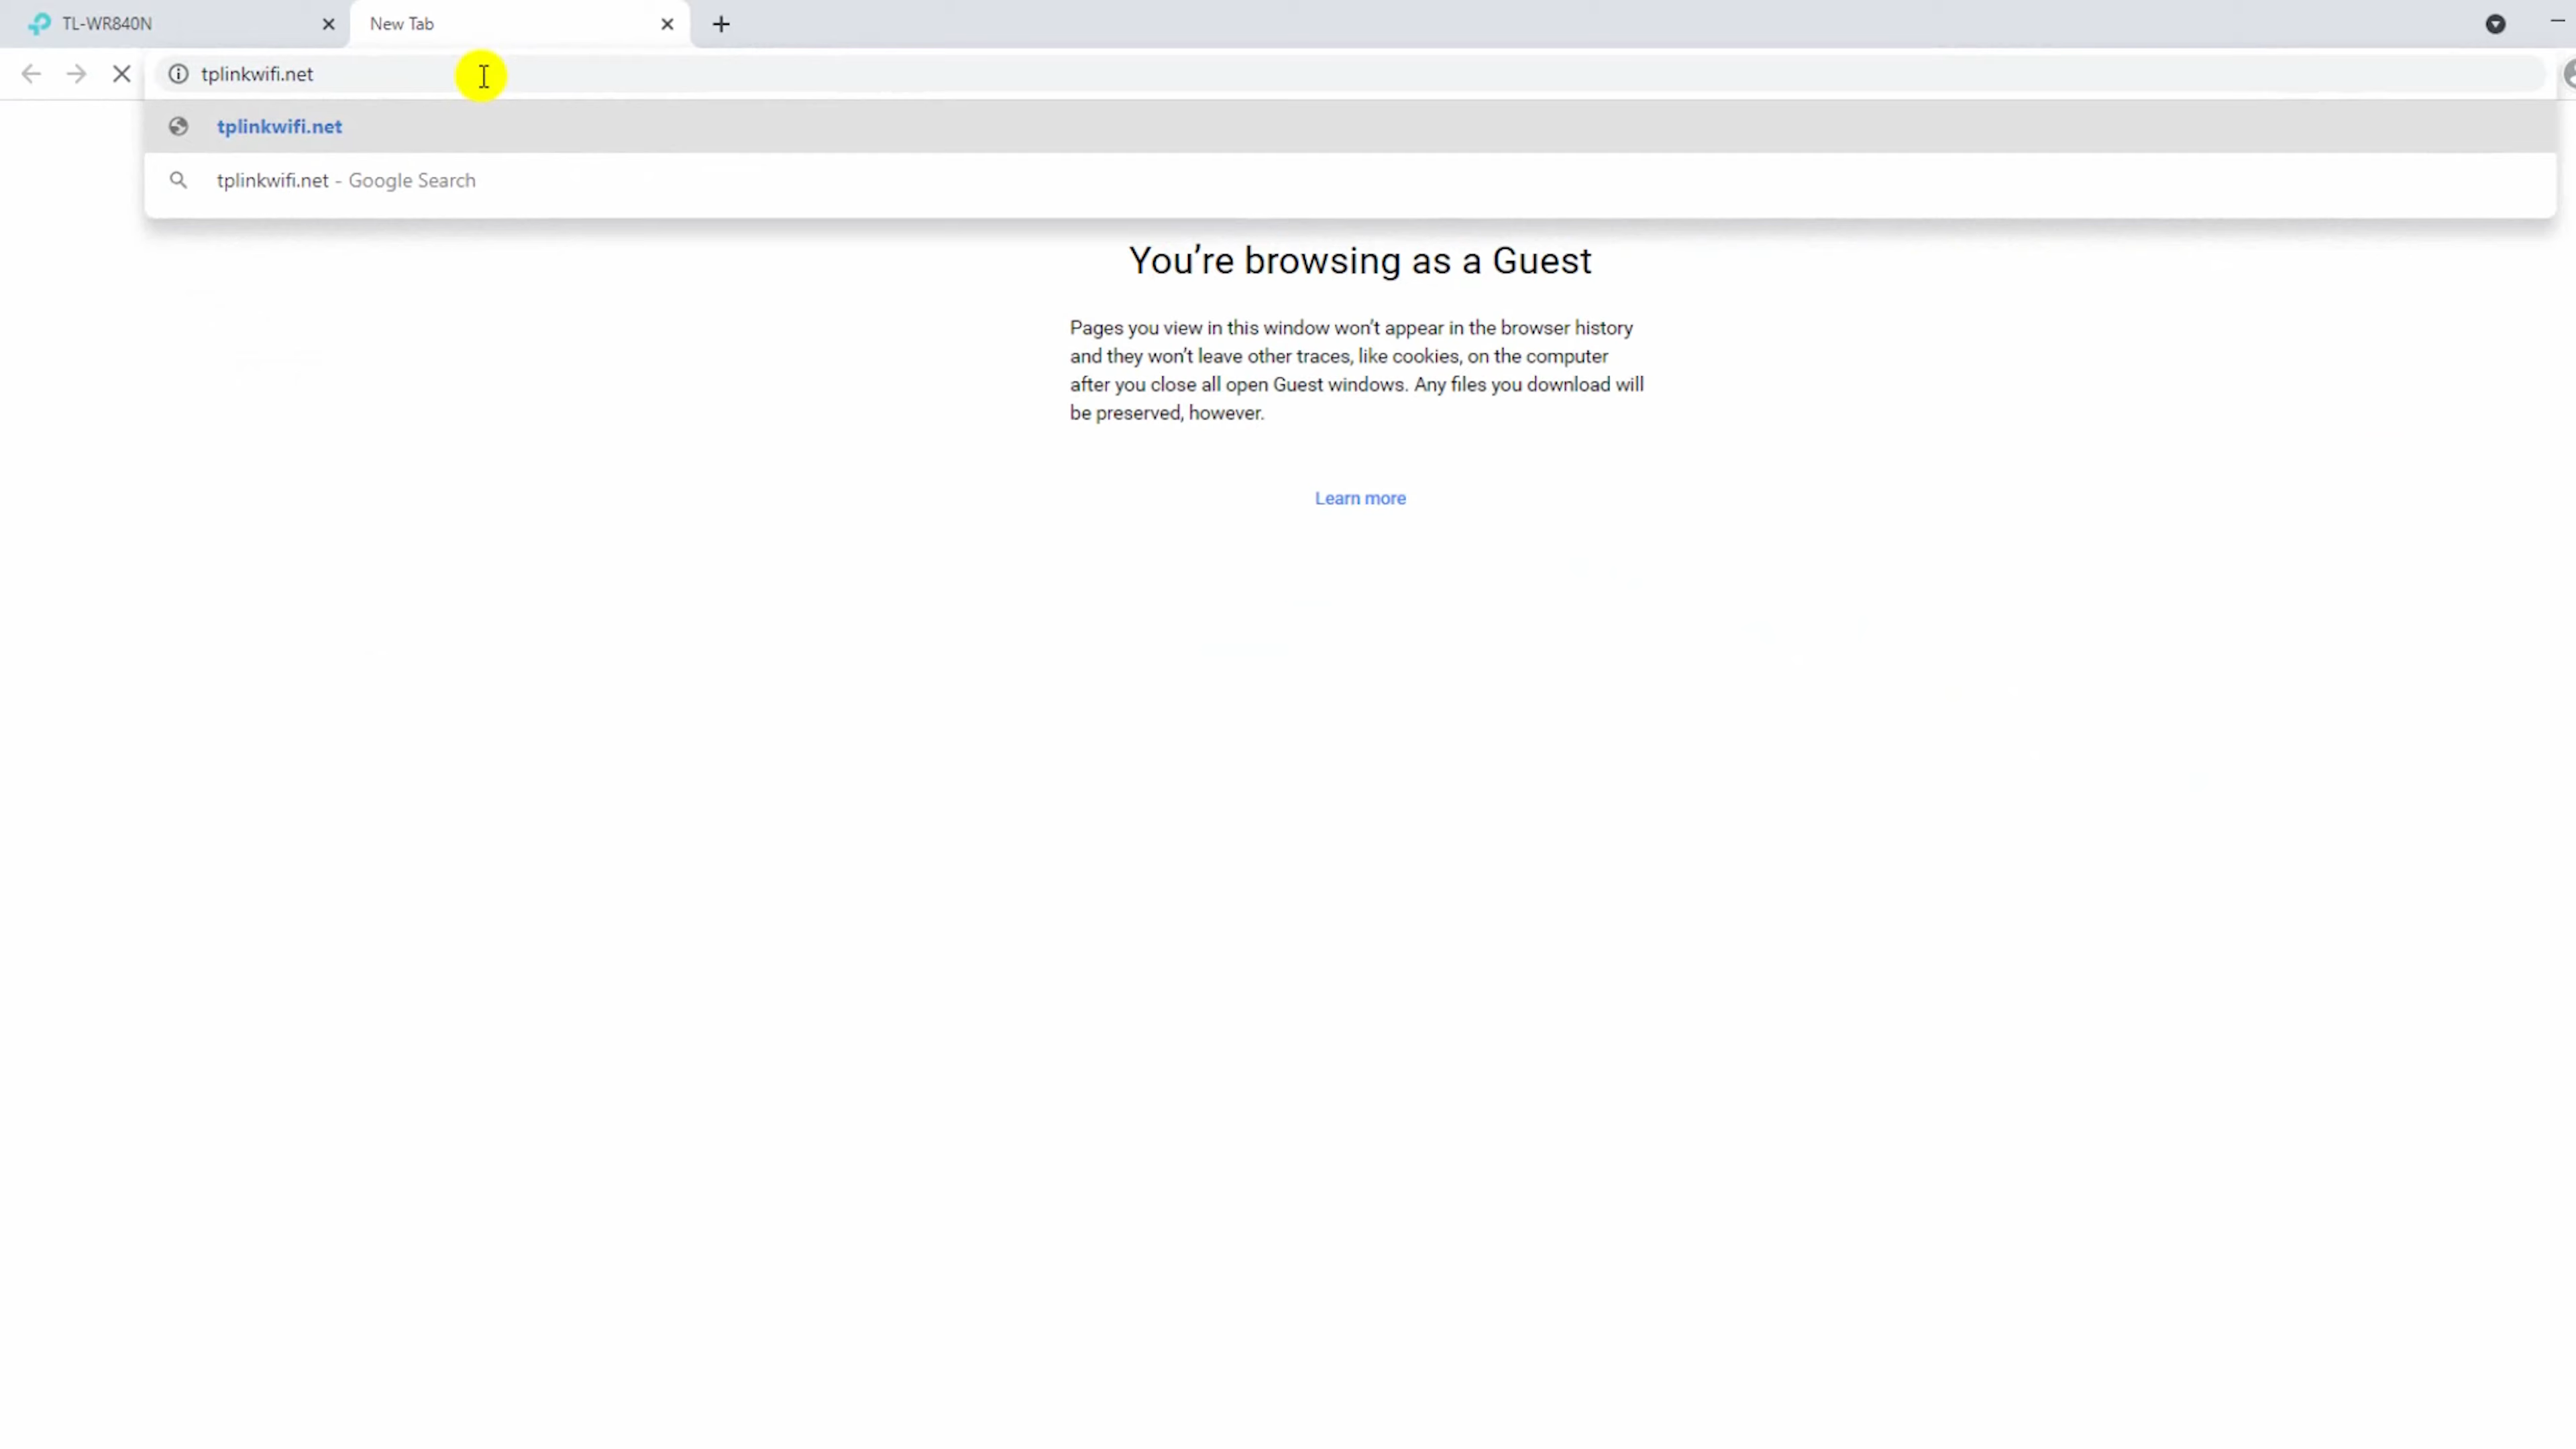 TL-WR840N
New Tab
tplinkwifi.net
tplinkwifi.net
tplinkwifi.net - Google Search
You’re browsing as a Guest
Pages you view in this window won’t appear in the browser history
and they won’t leave other traces, like cookies, on the computer
after you close all open Guest windows. Any files you download will
be preserved, however.
Learn more